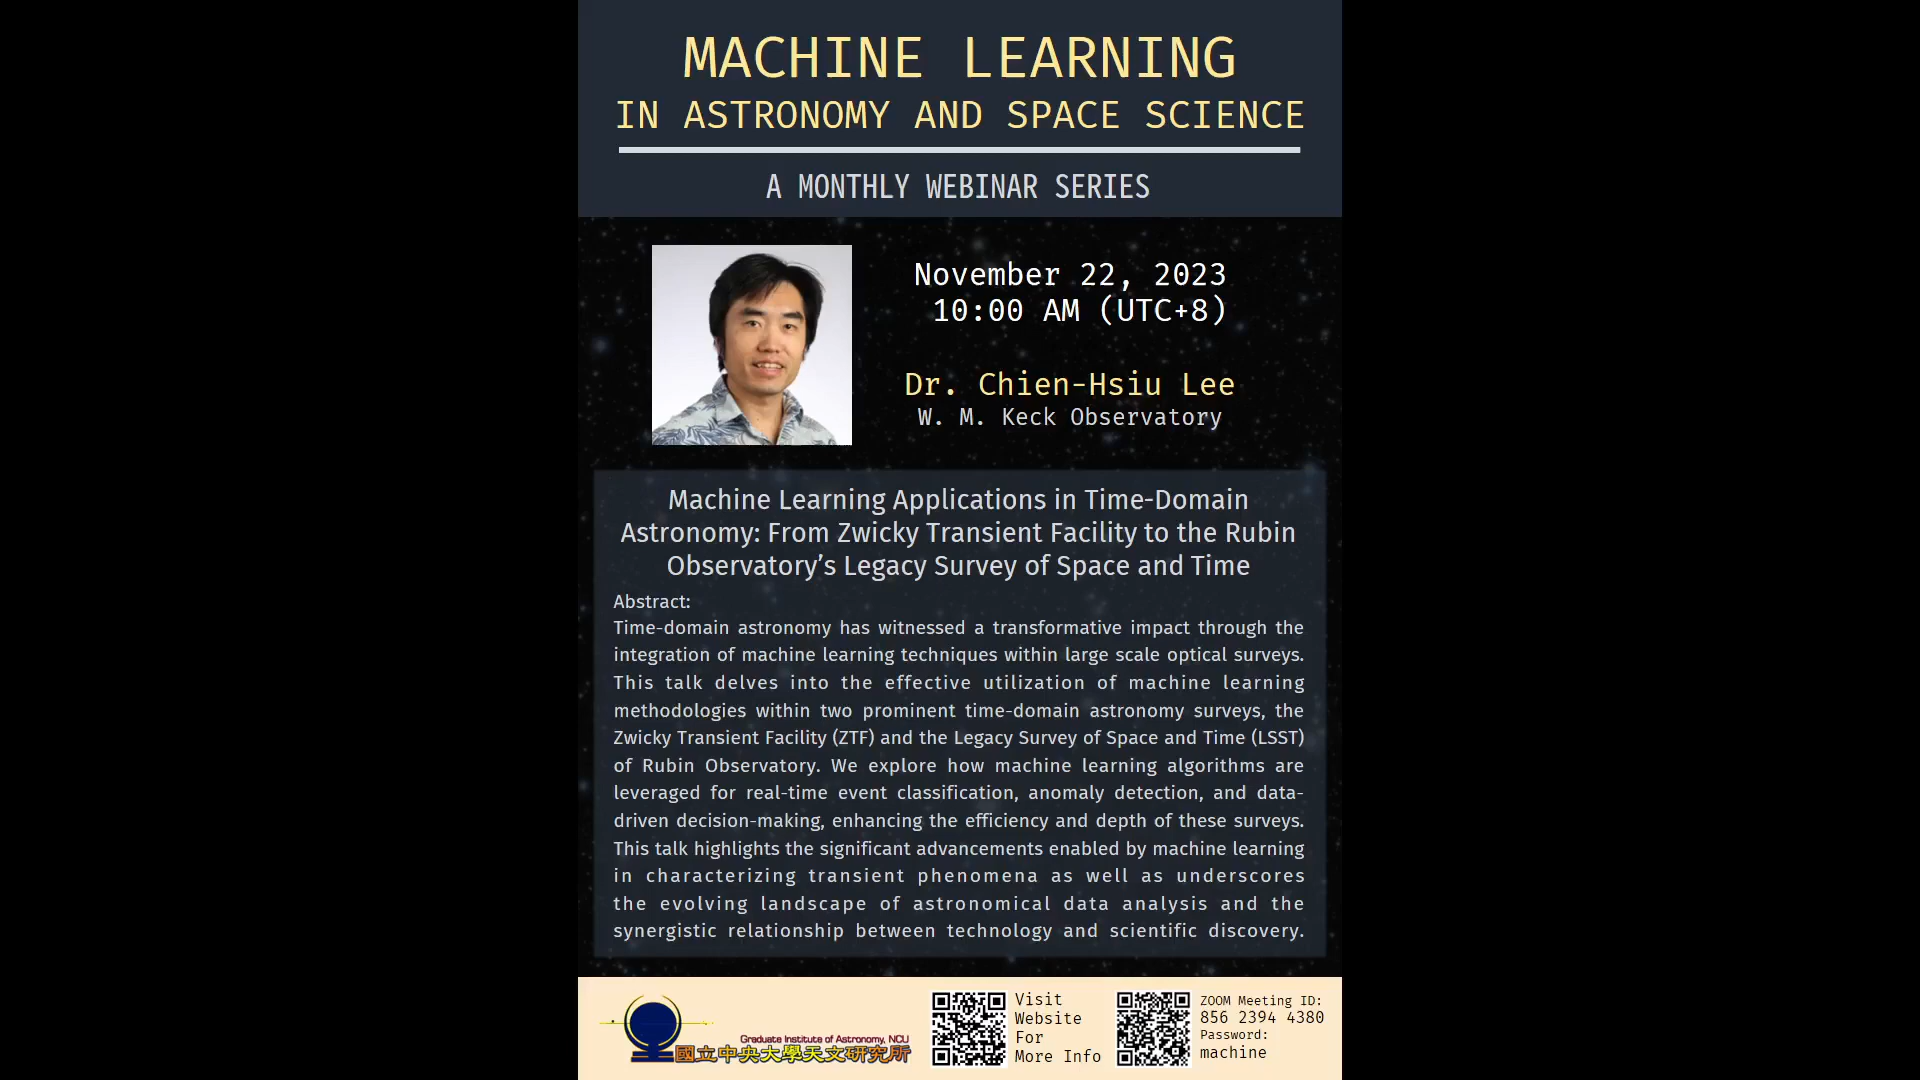 MACHINE LEARNING
IN ASTRONOMY AND SPACE SCIENCE
A MONTHLY WEBINAR SERIES
November 22, 2023
10:00 AM (UTC+8)
Dr. Chien-Hsiu Lee
W. M. Keck Observatory
Machine Learning Applications in Time-Domain
Astronomy: From Zwicky Transient Facility to the Rubin
Observatory’s Legacy Survey of Space and Time
Abstract:
Time-domain astronomy has witnessed a transformative impact through the
integration of machine learning techniques within large scale optical surveys.
This talk delves into the effective utilization of machine learning
methodologies within two prominent time-domain astronomy surveys, the
Zwicky Transient Facility (ZTF) and the Legacy Survey of Space and Time (LSST)
of Rubin Observatory. We explore how machine learning algorithms are
leveraged for real-time event classification, anomaly detection, and data-
driven decision-making, enhancing the efficiency and depth of these surveys.
This talk highlights the significant advancements enabled by machine learning
in characterizing transient phenomena as well as underscores
the evolving landscape of astronomical data analysis and the
synergistic relationship between technology and scientific discovery.
Graduate Institute of Astronomy, NCU
國立中央大學天文研究所
Visit
Website
For
More Info
ZOOM Meeting ID:
856 2394 4380
Password:
machine